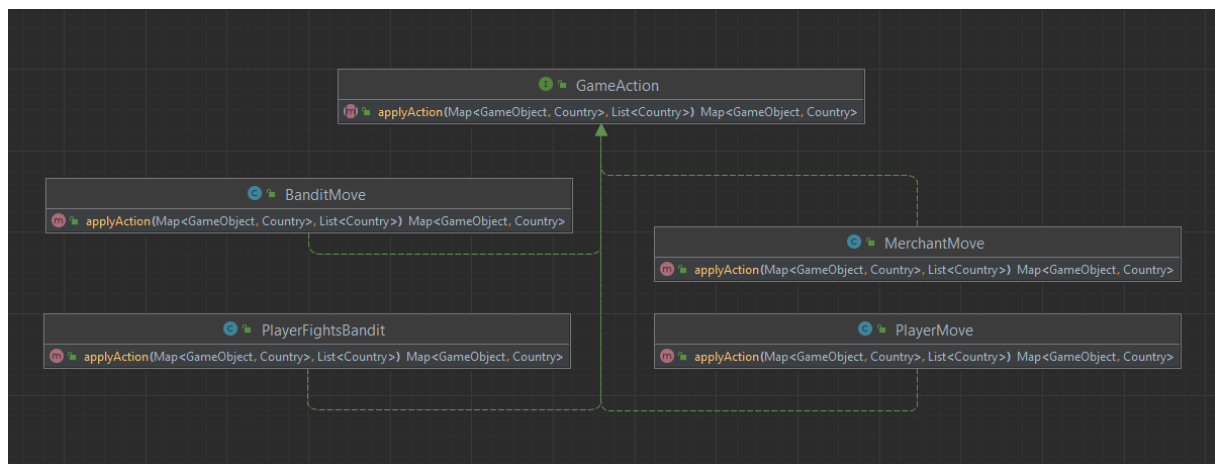 GameAction
applyAction(Map<GameObject, Country>, List<Country>) Map<GameObject, Country>
BanditMove
applyAction(Map<GameObject, Country>, List<Country>) Map<GameObject, Country>
MerchantMove
applyAction(Map<GameObject, Country>, List<Country>) Map<GameObject, Country>
PlayerFightsBandit
applyAction(Map<GameObject, Country>, List<Country>) Map<GameObject, Country>
PlayerMove
applyAction(Map<GameObject, Country>, List<Country>) Map<GameObject, Country>